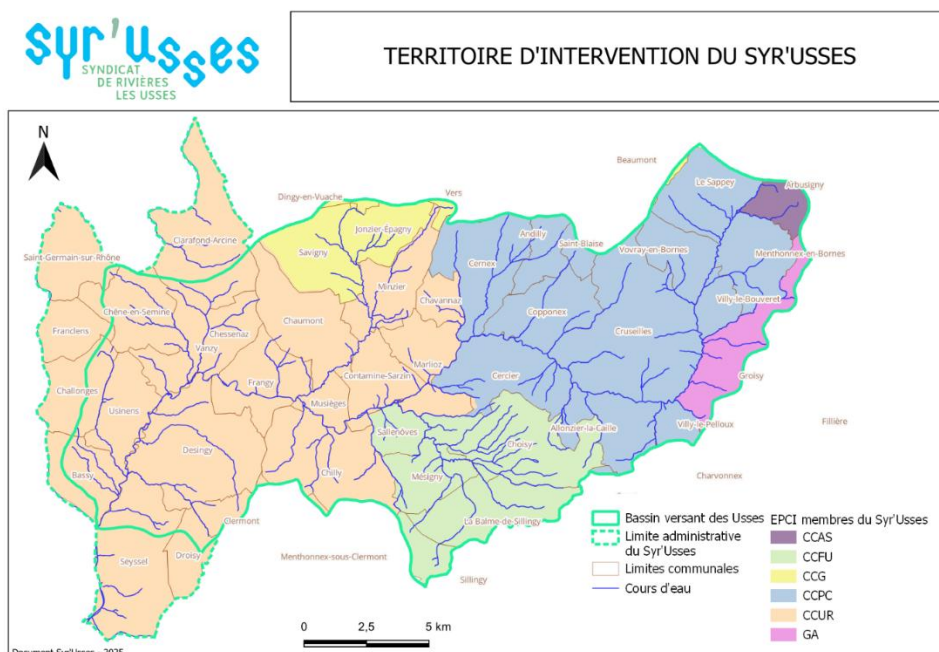 syr'usses
SYNDICAT
DE RIVIÈRES
LES USSES
TERRITOIRE D'INTERVENTION DU SYR'USSES
N
Beaumont
Le Sappey
Arbusigny
Dingy-en-Vuache
Vers
Jonzier-Epagny
Andilly
Saint-Blaise
Clarafond-Arcine
Savigny
Cernex
Vovray-en-Bornes
Menthonnex-en-Bornes
Saint-Germain-sur-Rhône
Minzier
Chavannaz
Villy-le-Bouveret
Chêne-en-Semine
Chaumont
Copponex
Franclens
Chessenaz
Vanzy
Cruseilles
Marlioz
Contamine-Sarzin
Cercier
Groisy
Challonges
Frangy
Musièges
Usinens
Sallenôves
Allonzier-la-Caille
Villy-le-Pelloux
Fillière
Choisy
Desingy
Bassy
Chilly
Mésigny
Charvonnex
Clermont
La Balme-de-Sillingy
Droisy
Seyssel
Menthonnex-sous-Clermont
Sillingy
Bassin versant des Usses
Limite administrative
du Syr'Usses
Limites communales
Cours d'eau
EPCI membres du Syr'Usses
CCAS
CCFU
CCG
CCPC
CCUR
GA
0 2,5 5 km
Document Syr'Usses - 2025